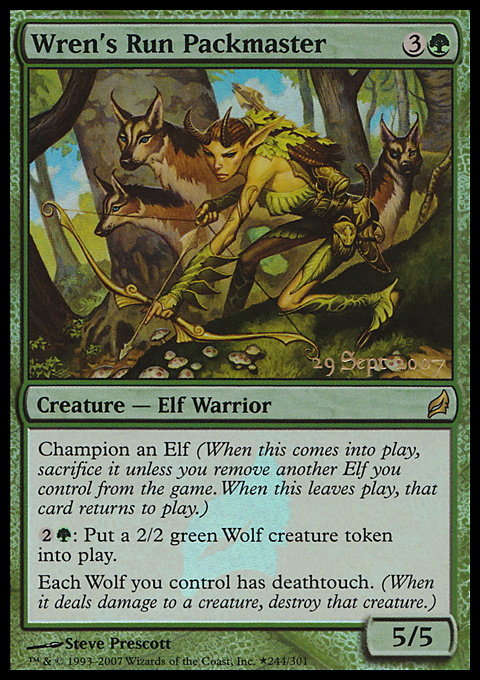 Wren's Run Packmaster 3
29 Sept 2007
Creature — Elf Warrior
Champion an Elf (When this comes into play,
sacrifice it unless you remove another Elf you
control from the game. When this leaves play, that
card returns to play.)
2: Put a 2/2 green Wolf creature token
into play.
Each Wolf you control has deathtouch. (When
it deals damage to a creature, destroy that creature.)
Steve Prescott
5/5
™ & © 1993–2007 Wizards of the Coast, Inc. ★244/301